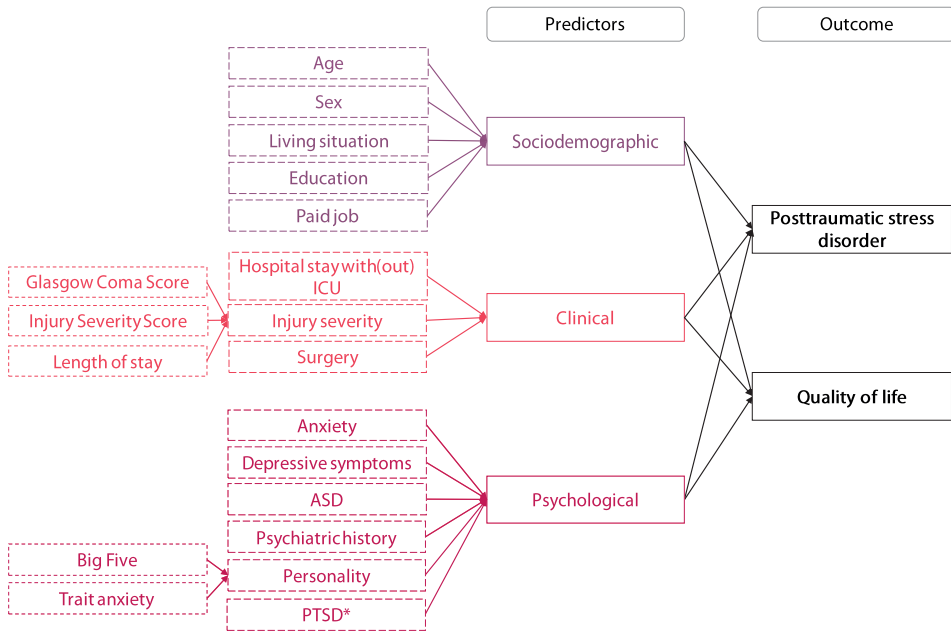 Predictors
Outcome
Age
Sex
Living situation
Education
Paid job
Sociodemographic
Posttraumatic stress
disorder
Hospital stay with(out)
ICU
Glasgow Coma Score
Injury Severity Score
Length of stay
Injury severity
Surgery
Clinical
Quality of life
Anxiety
Depressive symptoms
ASD
Psychiatric history
Personality
PTSD*
Big Five
Trait anxiety
Psychological